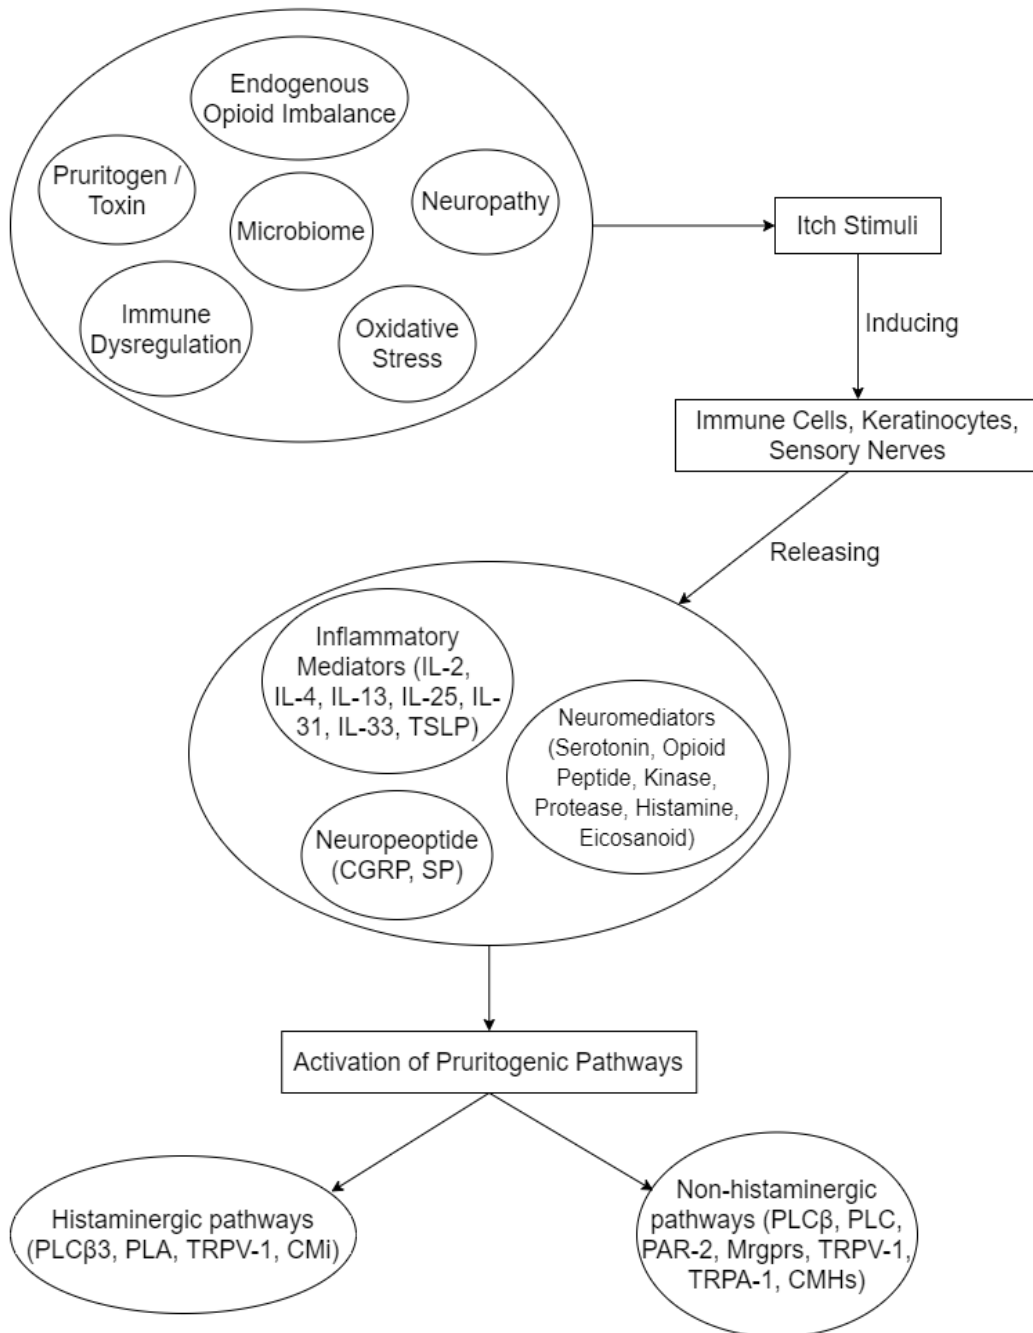 Endogenous
Opioid Imbalance
Pruritogen /
Toxin
Microbiome
Neuropathy
Immune
Dysregulation
Oxidative
Stress
Itch Stimuli
Inducing
Immune Cells, Keratinocytes,
Sensory Nerves
Releasing
Inflammatory
Mediators (IL-2,
IL-4, IL-13, IL-25, IL-
31, IL-33, TSLP)
Neuromediators
(Serotonin, Opioid
Peptide, Kinase,
Protease, Histamine,
Eicosanoid)
Neuropeoptide
(CGRP, SP)
Activation of Pruritogenic Pathways
Histaminergic pathways
(PLCβ3, PLA, TRPV-1, CMi)
Non-histaminergic
pathways (PLCβ, PLC,
PAR-2, Mrgprs, TRPV-1,
TRPA-1, CMHs)